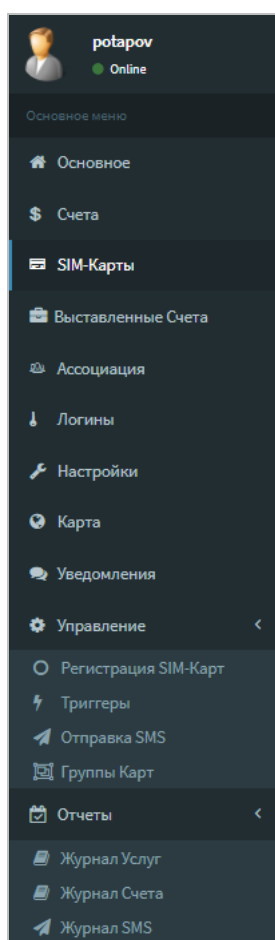 potapov
Online
Основное меню
Основное
Счета
SIM-Карты
Выставленные Счета
Ассоциация
Логины
Настройки
Карта
Уведомления
Управление
Регистрация SIM-Карт
Триггеры
Отправка SMS
Группы Карт
Отчеты
Журнал Услуг
Журнал Счета
Журнал SMS